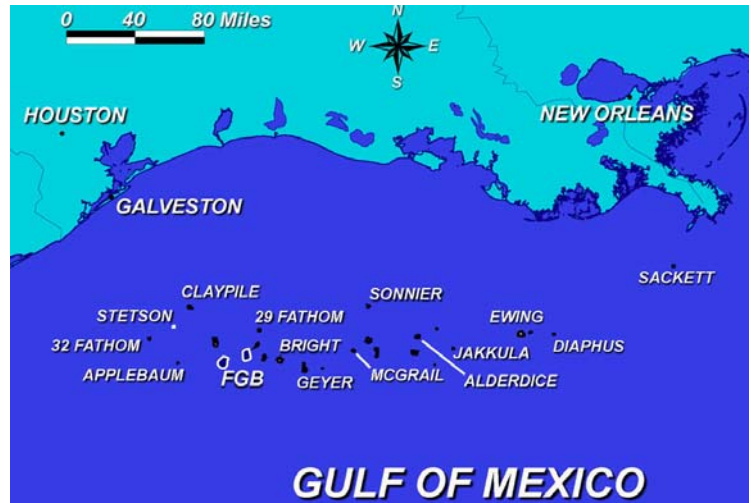 0 40 80 Miles
N
W E
S
HOUSTON
NEW ORLEANS
GALVESTON
SACKETT
CLAYPILE
SONNIER
STETSON
29 FATHOM
EWING
32 FATHOM
BRIGHT
JAKKULA
DIAPHUS
APPLEBAUM
FGB
GEYER
MCGRAIL
ALDERDICE
GULF OF MEXICO